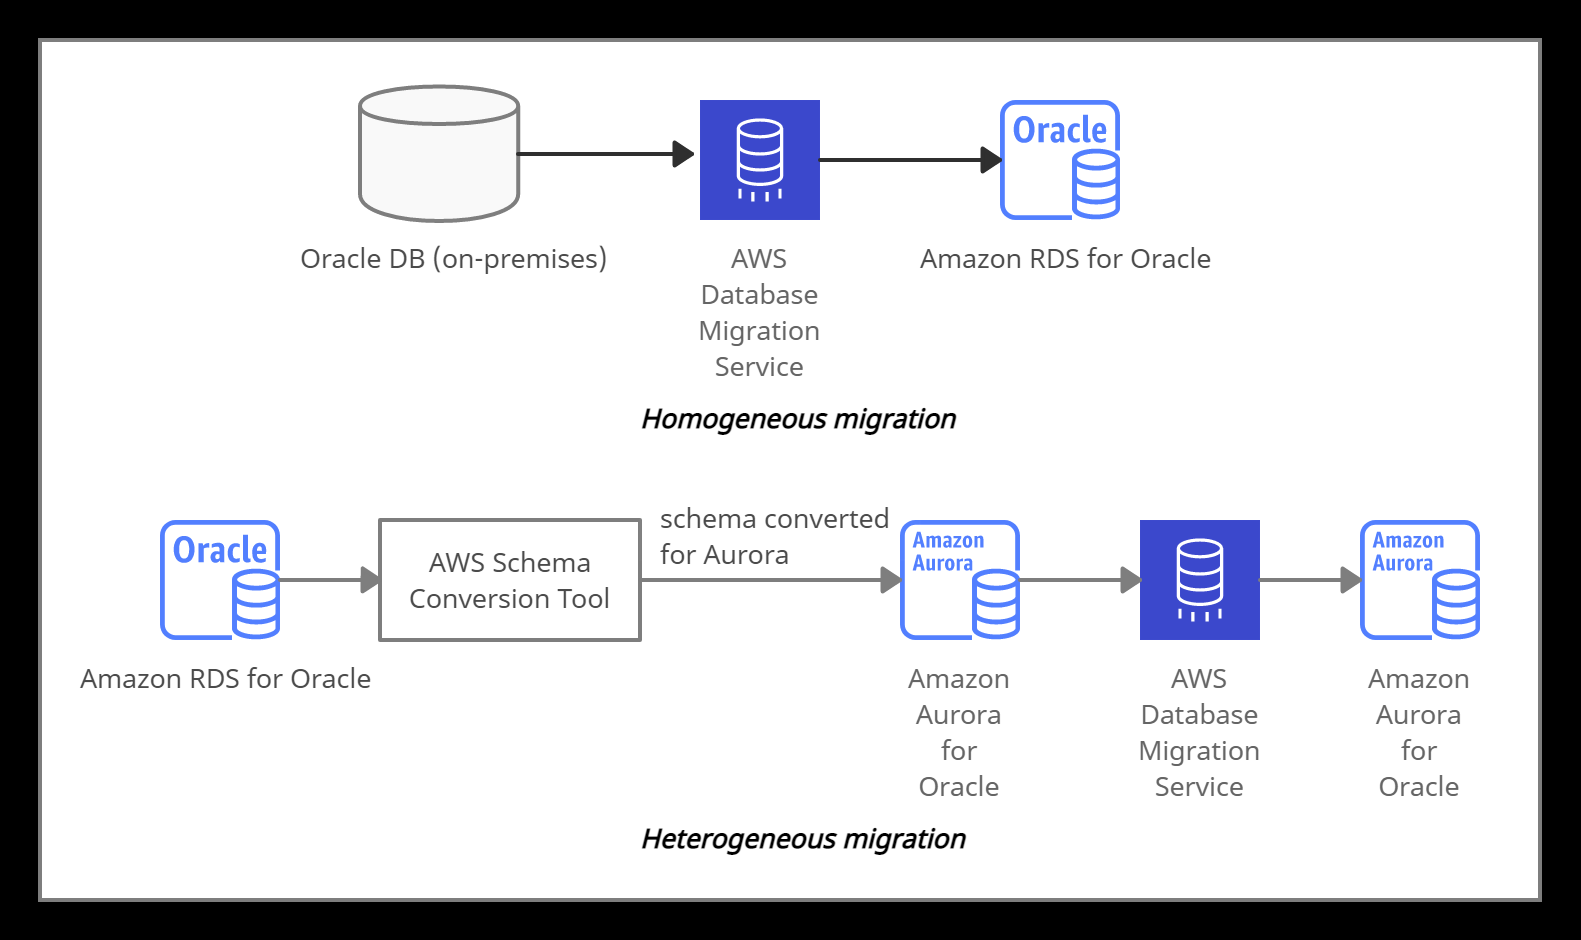 Oracle
Oracle DB (on-premises)
AWS
Database
Migration
Service
Amazon RDS for Oracle
Homogeneous migration
Oracle
Amazon RDS for Oracle
AWS Schema
Conversion Tool
schema converted
for Aurora
Amazon
Aurora
Amazon
Aurora
for
Oracle
AWS
Database
Migration
Service
Amazon
Aurora
Amazon
Aurora
for
Oracle
Heterogeneous migration